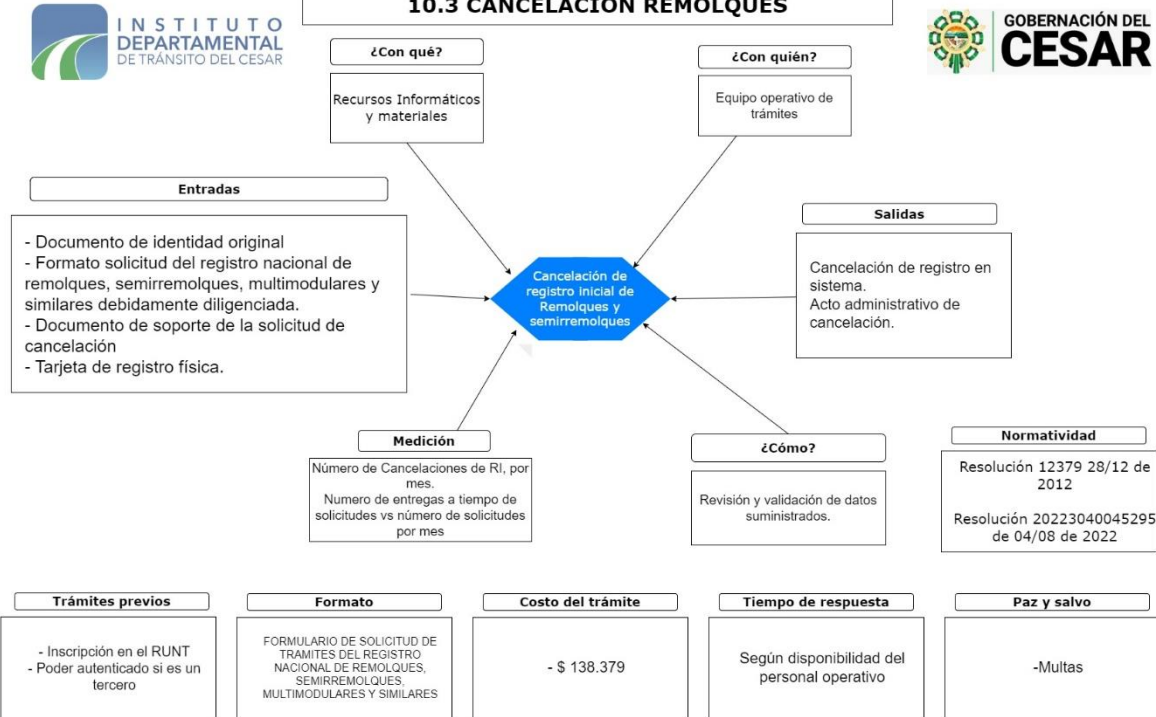 10.3 CANCELACIÓN REMOLQUES
INSTITUTO
DEPARTAMENTAL
DE TRÁNSITO DEL CESAR
GOBERNACIÓN DEL
CESAR
¿Con qué?
Recursos Informáticos
y materiales
¿Con quién?
Equipo operativo de
trámites
Entradas
- Documento de identidad original
- Formato solicitud del registro nacional de
remolques, semirremolques, multimodulares y
similares debidamente diligenciada.
- Documento de soporte de la solicitud de
cancelación
- Tarjeta de registro física.
Cancelación de
registro inicial de
Remolques y
semirremolques
Salidas
Cancelación de registro en
sistema.
Acto administrativo de
cancelación.
Medición
Número de Cancelaciones de RI, por
mes.
Numero de entregas a tiempo de
solicitudes vs número de solicitudes
por mes
¿Cómo?
Revisión y validación de datos
suministrados.
Normatividad
Resolución 12379 28/12 de
2012
Resolución 20223040045295
de 04/08 de 2022
Trámites previos
- Inscripción en el RUNT
- Poder autenticado si es un
tercero
Formato
FORMULARIO DE SOLICITUD DE
TRAMITES DEL REGISTRO
NACIONAL DE REMOLQUES,
SEMIRREMOLQUES,
MULTIMODULARES Y SIMILARES
Costo del trámite
- $ 138.379
Tiempo de respuesta
Según disponibilidad del
personal operativo
Paz y salvo
-Multas